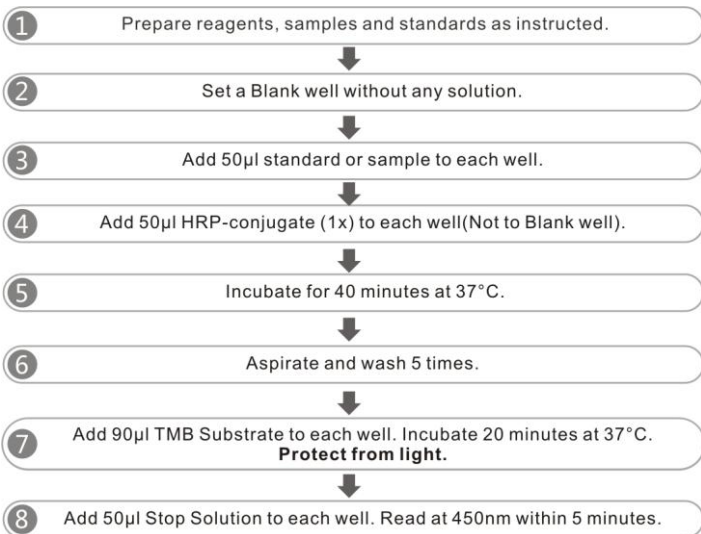 1 Prepare reagents, samples and standards as instructed.
2 Set a Blank well without any solution.
3 Add 50μl standard or sample to each well.
4 Add 50μl HRP-conjugate (1x) to each well(Not to Blank well).
5 Incubate for 40 minutes at 37°C.
6 Aspirate and wash 5 times.
7 Add 90μl TMB Substrate to each well. Incubate 20 minutes at 37°C.
Protect from light.
8 Add 50μl Stop Solution to each well. Read at 450nm within 5 minutes.